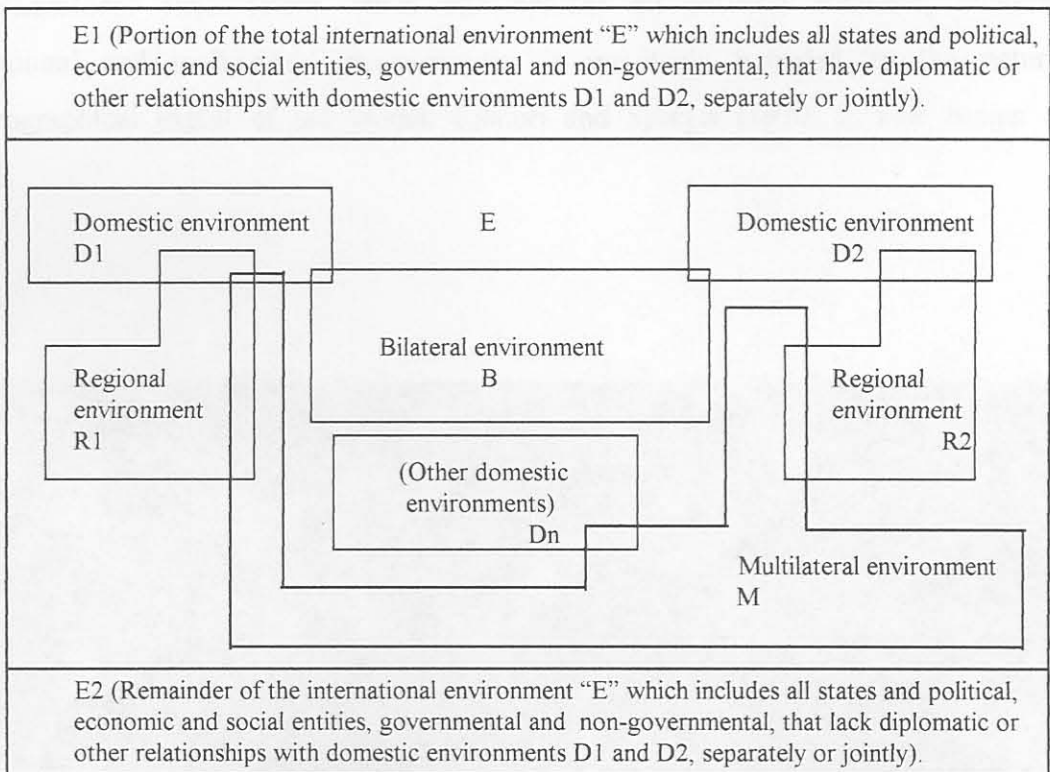 E1 (Portion of the total international environment “E” which includes all states and political,
economic and social entities, governmental and non-governmental, that have diplomatic or
other relationships with domestic environments D1 and D2, separately or jointly).
Domestic environment
D1
E
Domestic environment
D2
Bilateral environment
B
Regional
environment
R1
Regional
environment
R2
(Other domestic
environments)
Dn
Multilateral environment
M
E2 (Remainder of the international environment “E” which includes all states and political,
economic and social entities, governmental and non-governmental, that lack diplomatic or
other relationships with domestic environments D1 and D2, separately or jointly).